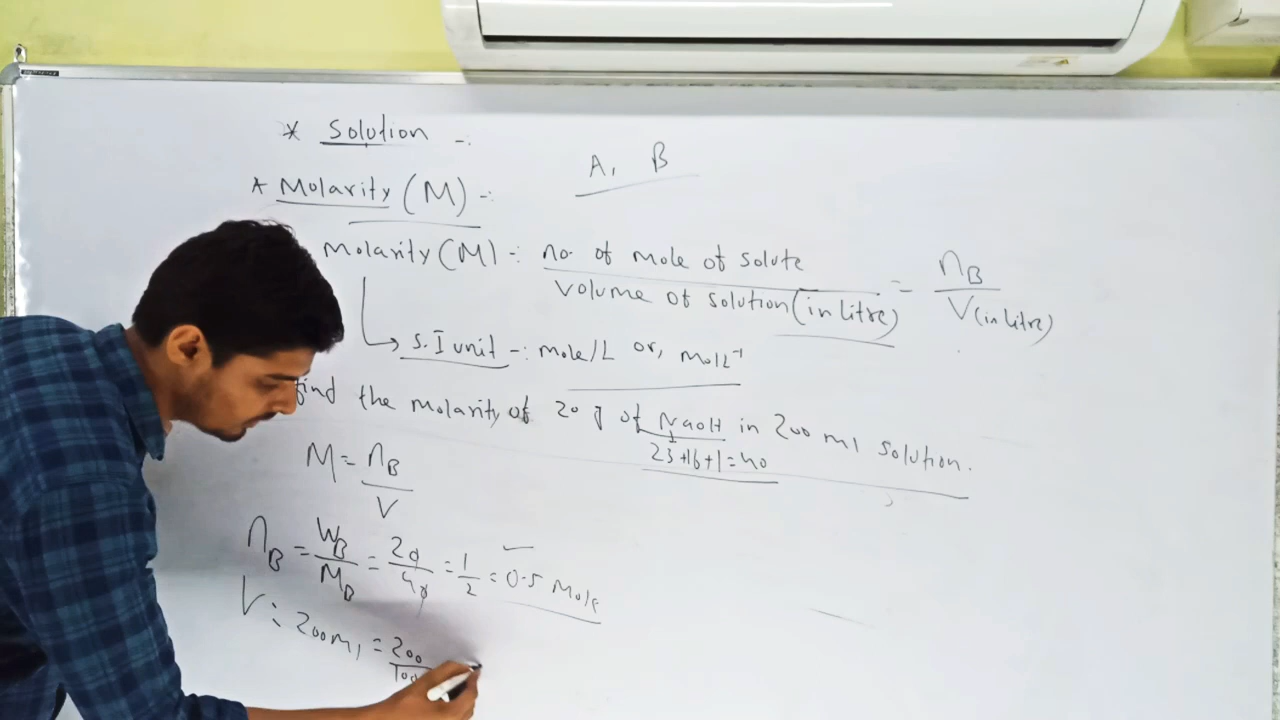 * Solution -:
A, B
* Molarity (M) -:
Molarity (M) -: no. of mole of solute / volume of solution (in litre) = nB / V(in litre)
→ S.I unit -: mole/L or, mol L⁻¹
find the molarity of 20 g of NaOH in 200 ml solution.
23+16+1=40
M = nB / V
nB = WB / MB = 20 / 40 = 1/2 = 0.5 Mole
V = 200 ml = 200